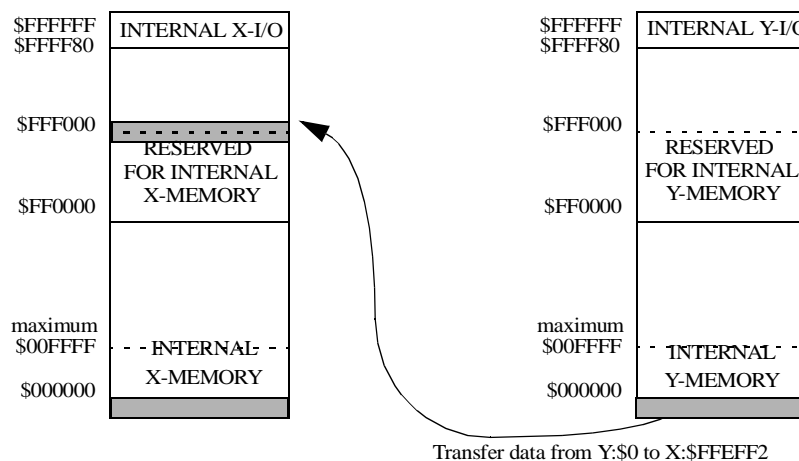 $FFFFFF
$FFFF80
INTERNAL X-I/O
$FFF000
RESERVED
FOR INTERNAL
X-MEMORY
$FF0000
maximum
$00FFFF
INTERNAL
X-MEMORY
$000000
$FFFFFF
$FFFF80
INTERNAL Y-I/O
$FFF000
RESERVED
FOR INTERNAL
Y-MEMORY
$FF0000
maximum
$00FFFF
INTERNAL
Y-MEMORY
$000000
Transfer data from Y:$0 to X:$FFEFF2